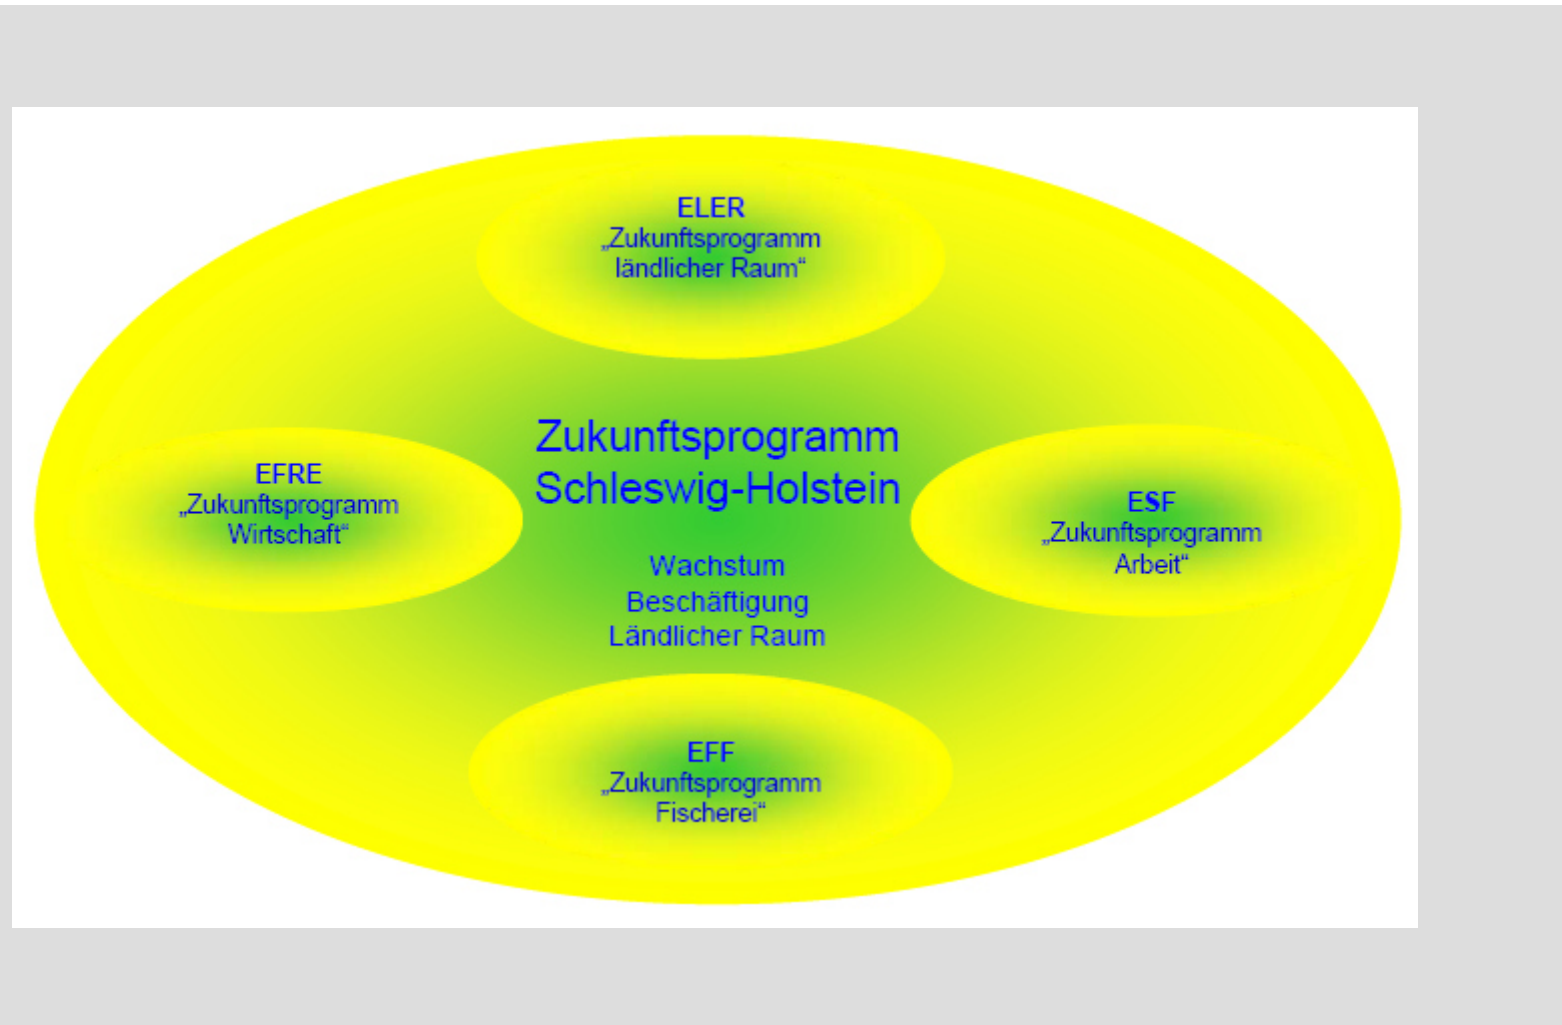 ELER
„Zukunftsprogramm
ländlicher Raum“
Zukunftsprogramm
Schleswig-Holstein
EFRE
„Zukunftsprogramm
Wirtschaft“
ESF
„Zukunftsprogramm
Arbeit“
Wachstum
Beschäftigung
Ländlicher Raum
EFF
„Zukunftsprogramm
Fischerei“